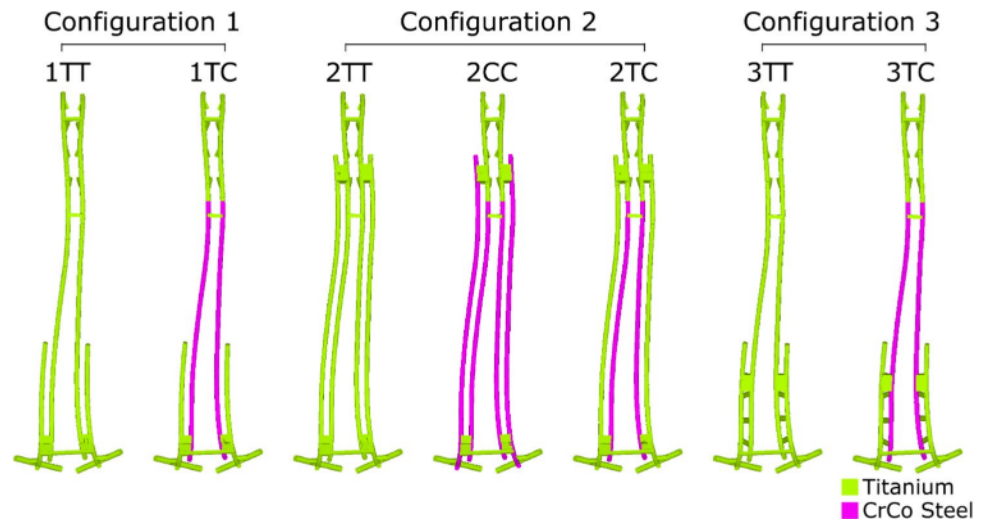 Configuration 1
Configuration 2
Configuration 3
1TT
1TC
2TT
2CC
2TC
3TT
3TC
Titanium
CrCo Steel